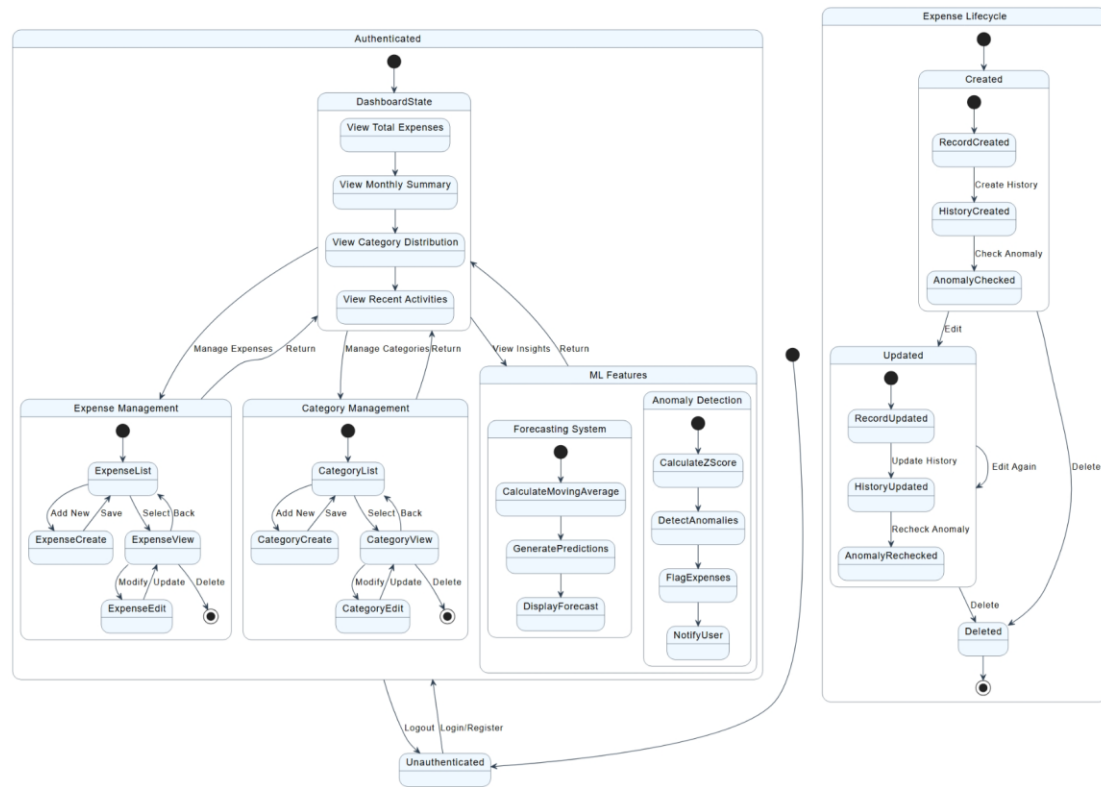 Authenticated
DashboardState
View Total Expenses
View Monthly Summary
View Category Distribution
View Recent Activities
Manage Expenses
Return
Manage Categories
Return
View Insights
Return
Expense Management
ExpenseList
Add New
Save
Select
Back
ExpenseCreate
ExpenseView
Modify
Update
Delete
ExpenseEdit
Category Management
CategoryList
Add New
Save
Select
Back
CategoryCreate
CategoryView
Modify
Update
Delete
CategoryEdit
ML Features
Forecasting System
CalculateMovingAverage
GeneratePredictions
DisplayForecast
Anomaly Detection
CalculateZScore
DetectAnomalies
FlagExpenses
NotifyUser
Logout
Login/Register
Unauthenticated
Expense Lifecycle
Created
RecordCreated
Create History
HistoryCreated
Check Anomaly
AnomalyChecked
Edit
Updated
RecordUpdated
Update History
HistoryUpdated
Recheck Anomaly
AnomalyRechecked
Edit Again
Delete
Delete
Deleted